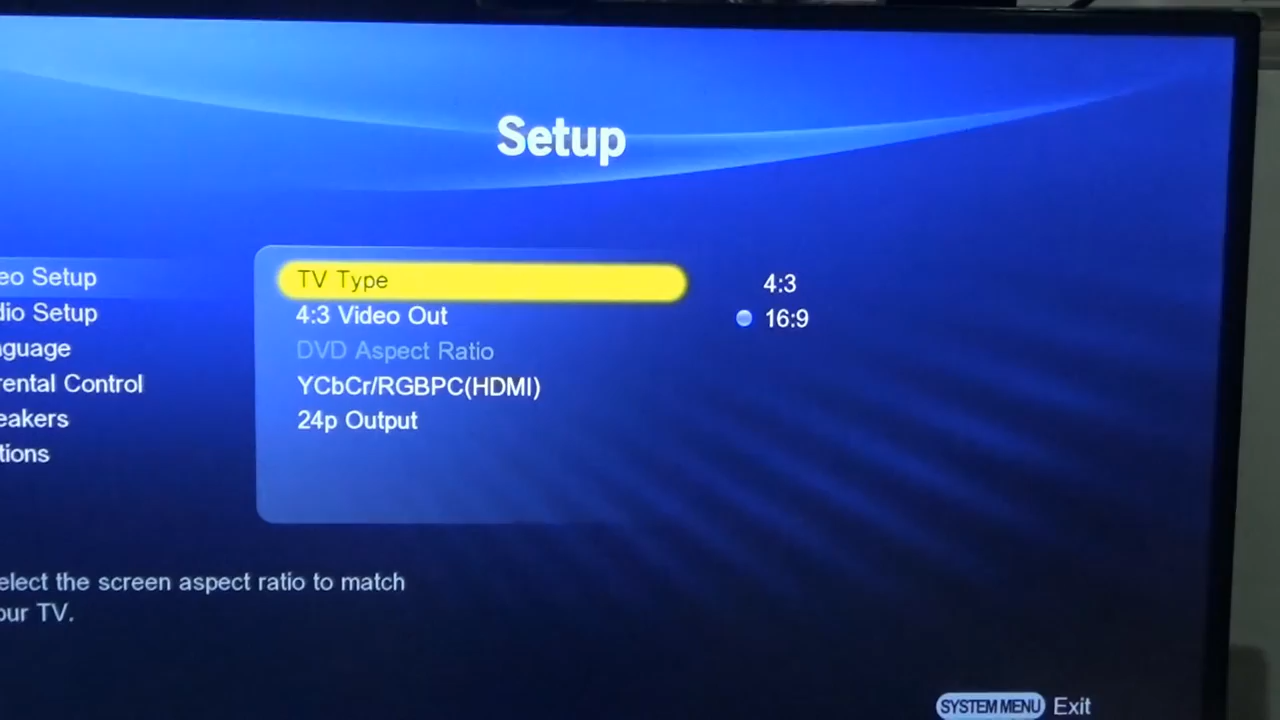 Setup
eo Setup
dio Setup
nguage
rental Control
eakers
tions
TV Type
4:3 Video Out
DVD Aspect Ratio
YCbCr/RGBPC(HDMI)
24p Output
4:3
16:9
elect the screen aspect ratio to match
our TV.
SYSTEM MENU Exit